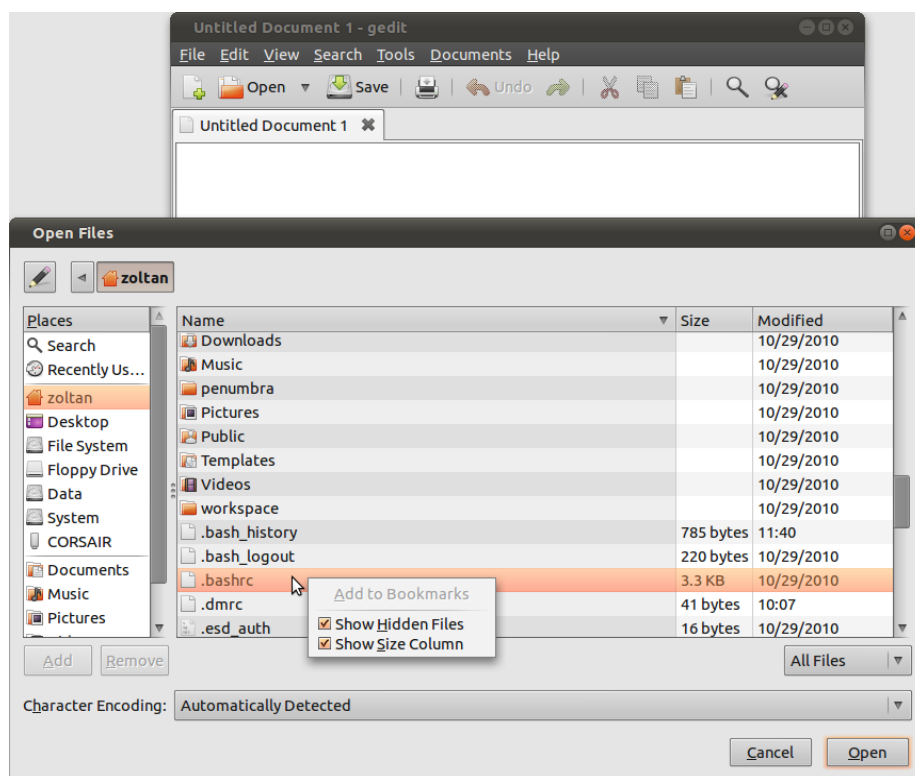 Untitled Document 1 - gedit
File Edit View Search Tools Documents Help
Open Save Undo
Untitled Document 1
Open Files
zoltan
Places Name Size Modified
Search Downloads 10/29/2010
Recently Us... Music 10/29/2010
zoltan penumbra 10/29/2010
Desktop Pictures 10/29/2010
File System Public 10/29/2010
Floppy Drive Templates 10/29/2010
Data Videos 10/29/2010
System workspace 10/29/2010
CORSAIR .bash_history 785 bytes 11:40
.bash_logout 220 bytes 10/29/2010
Documents .bashrc 3.3 KB 10/29/2010
Add to Bookmarks
Music .dmrc 41 bytes 10:07
Pictures Show Hidden Files
.esd_auth 16 bytes 10/29/2010
Show Size Column
Add Remove All Files
Character Encoding: Automatically Detected
Cancel Open